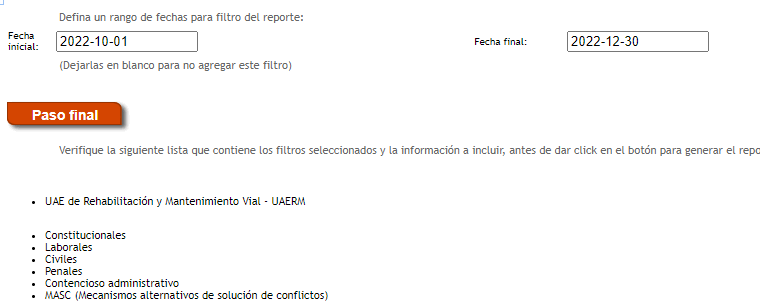 Defina un rango de fechas para filtro del reporte:
Fecha inicial: 2022-10-01 Fecha final: 2022-12-30
(Dejarlas en blanco para no agregar este filtro)
Paso final
Verifique la siguiente lista que contiene los filtros seleccionados y la información a incluir, antes de dar click en el botón para generar el repo
• UAE de Rehabilitación y Mantenimiento Vial - UAERM
• Constitucionales
• Laborales
• Civiles
• Penales
• Contencioso administrativo
• MASC (Mecanismos alternativos de solución de conflictos)